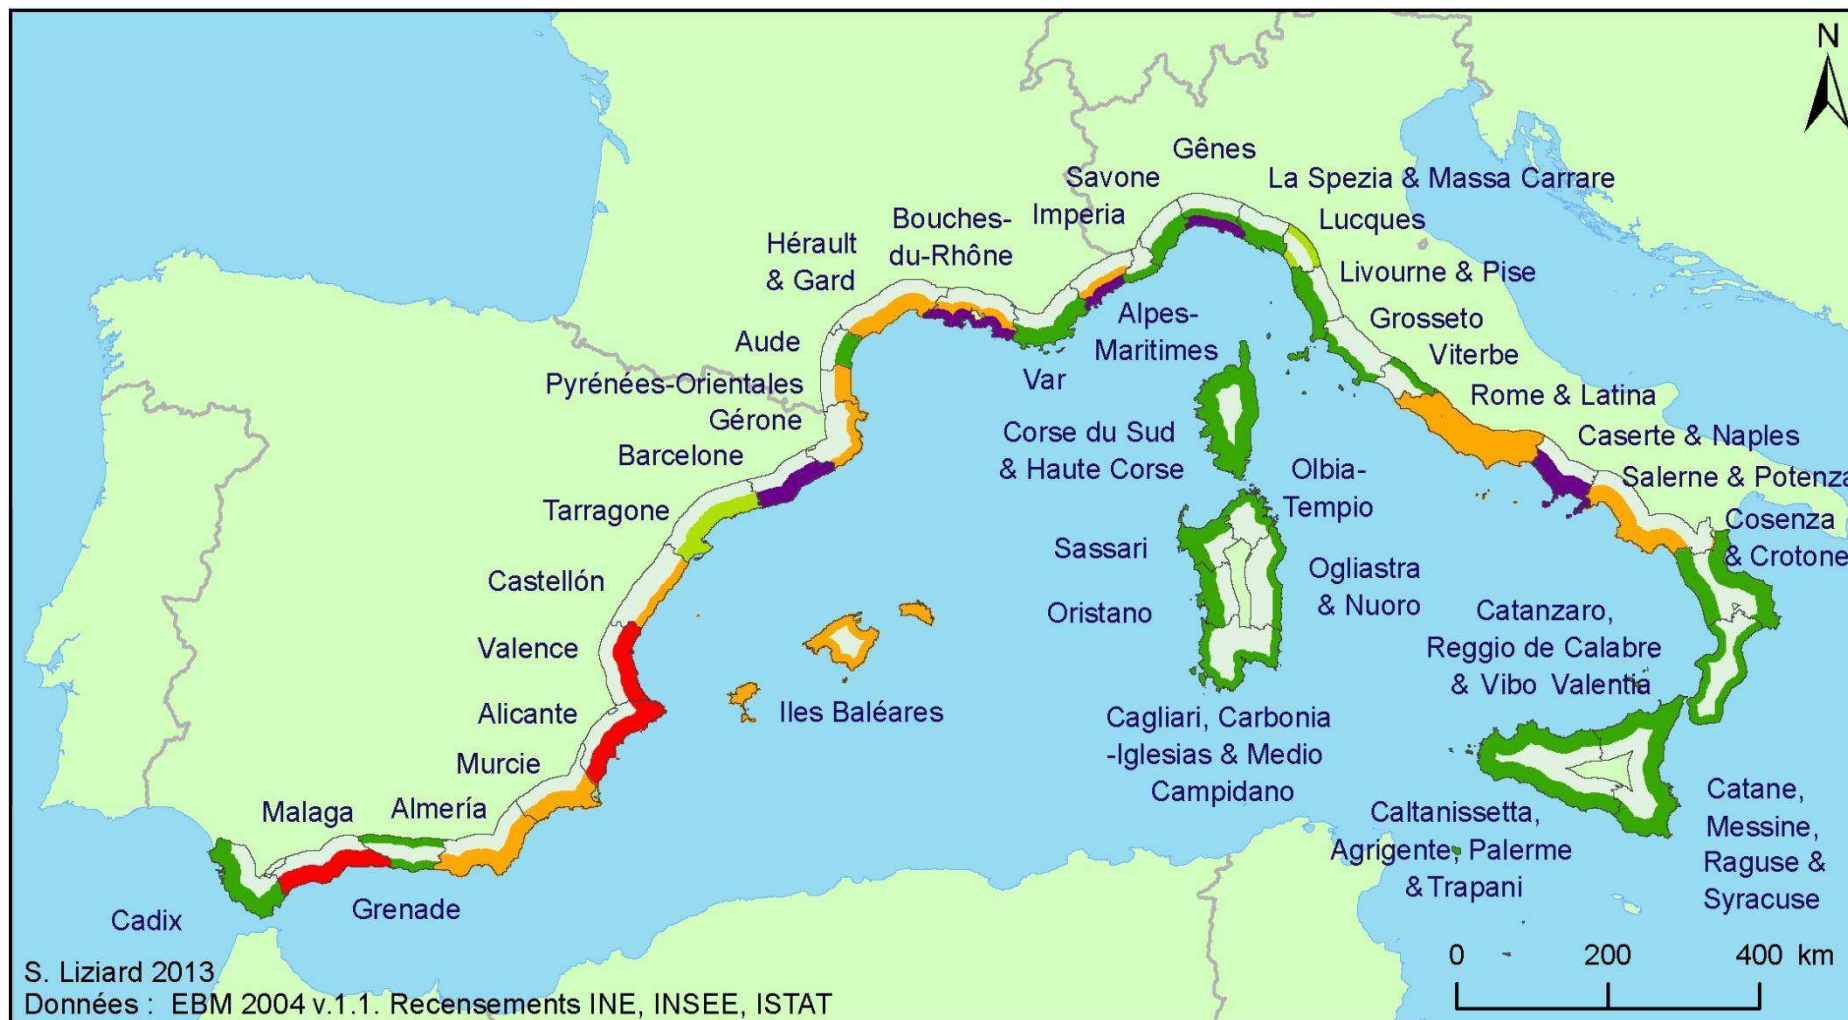 N
Gênes
Savone
La Spezia & Massa Carrare
Imperia
Lucques
Bouches-
du-Rhône
Hérault
& Gard
Livourne & Pise
Grosseto
Alpes-
Maritimes
Viterbe
Aude
Var
Pyrénées-Orientales
Rome & Latina
Gérone
Corse du Sud
& Haute Corse
Caserte & Naples
Barcelone
Olbia-
Tempio
Salerne & Potenza
Tarragone
Cosenza
& Crotone
Sassari
Ogliastra
& Nuoro
Castellón
Oristano
Catanzaro,
Reggio de Calabre
& Vibo Valentia
Valence
Alicante
Iles Baléares
Cagliari, Carbonia
-Iglesias & Medio
Campidano
Murcie
Malaga
Almería
Caltanissetta,
Agrigente, Palerme
& Trapani
Catane,
Messine,
Raguse &
Syracuse
Grenade
Cadix
0 200 400 km
S. Liziard 2013
Données : EBM 2004 v.1.1. Recensements INE, INSEE, ISTAT